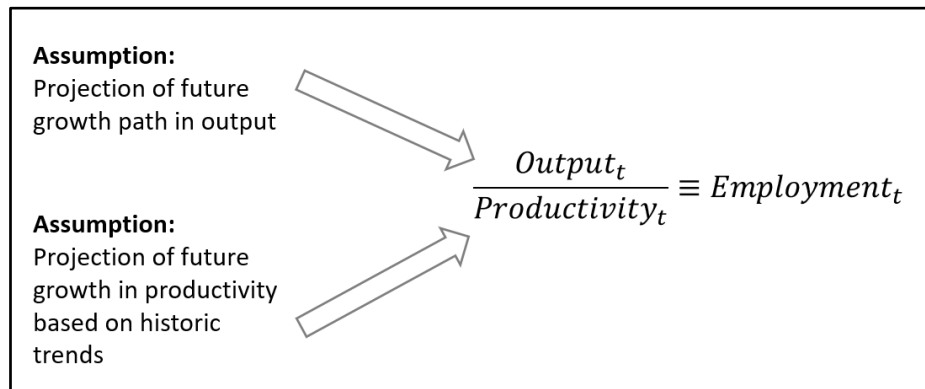 Assumption:
Projection of future
growth path in output
Output_t
Productivity_t
≡ Employment_t
Assumption:
Projection of future
growth in productivity
based on historic
trends